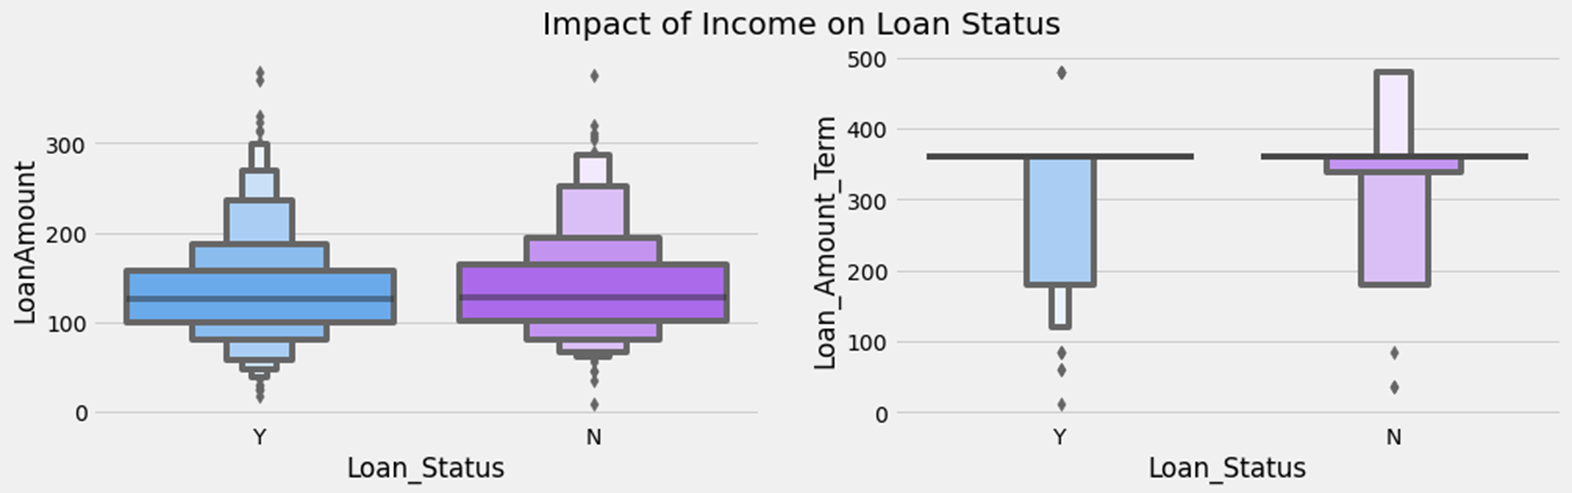 Impact of Income on Loan Status
LoanAmount
300
200
100
0
Y
N
Loan_Status
Loan_Amount_Term
500
400
300
200
100
0
Y
N
Loan_Status